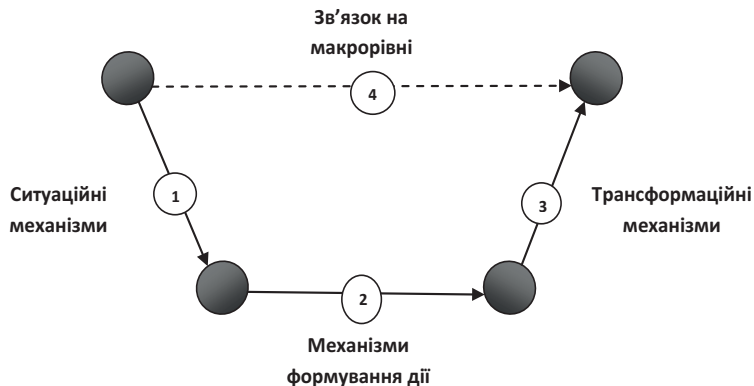 Зв’язок на
макрорівні
4
Ситуаційні
механізми
1
3
Трансформаційні
механізми
2
Механізми
формування дії